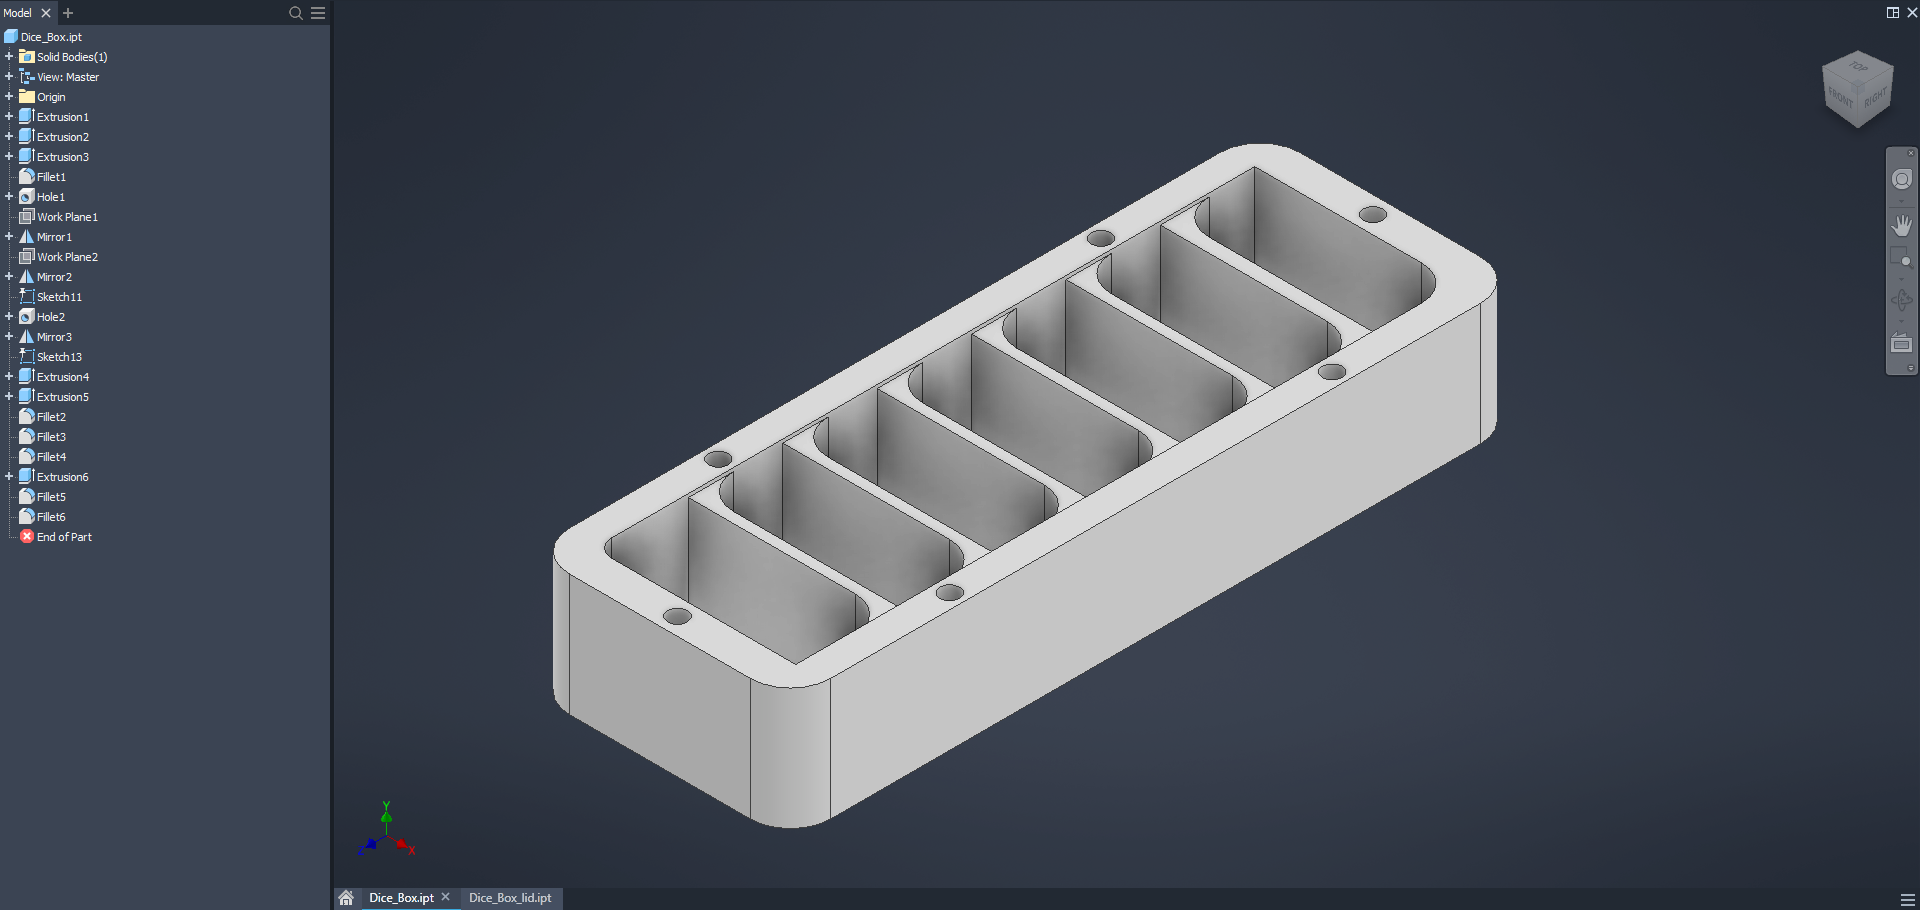 Model
Dice_Box.ipt
Solid Bodies(1)
View: Master
Origin
Extrusion1
Extrusion2
Extrusion3
Fillet1
Hole1
Work Plane1
Mirror1
Work Plane2
Mirror2
Sketch11
Hole2
Mirror3
Sketch13
Extrusion4
Extrusion5
Fillet2
Fillet3
Fillet4
Extrusion6
Fillet5
Fillet6
End of Part
TOP
FRONT
RIGHT
Y
Z
X
Dice_Box.ipt
Dice_Box_lid.ipt